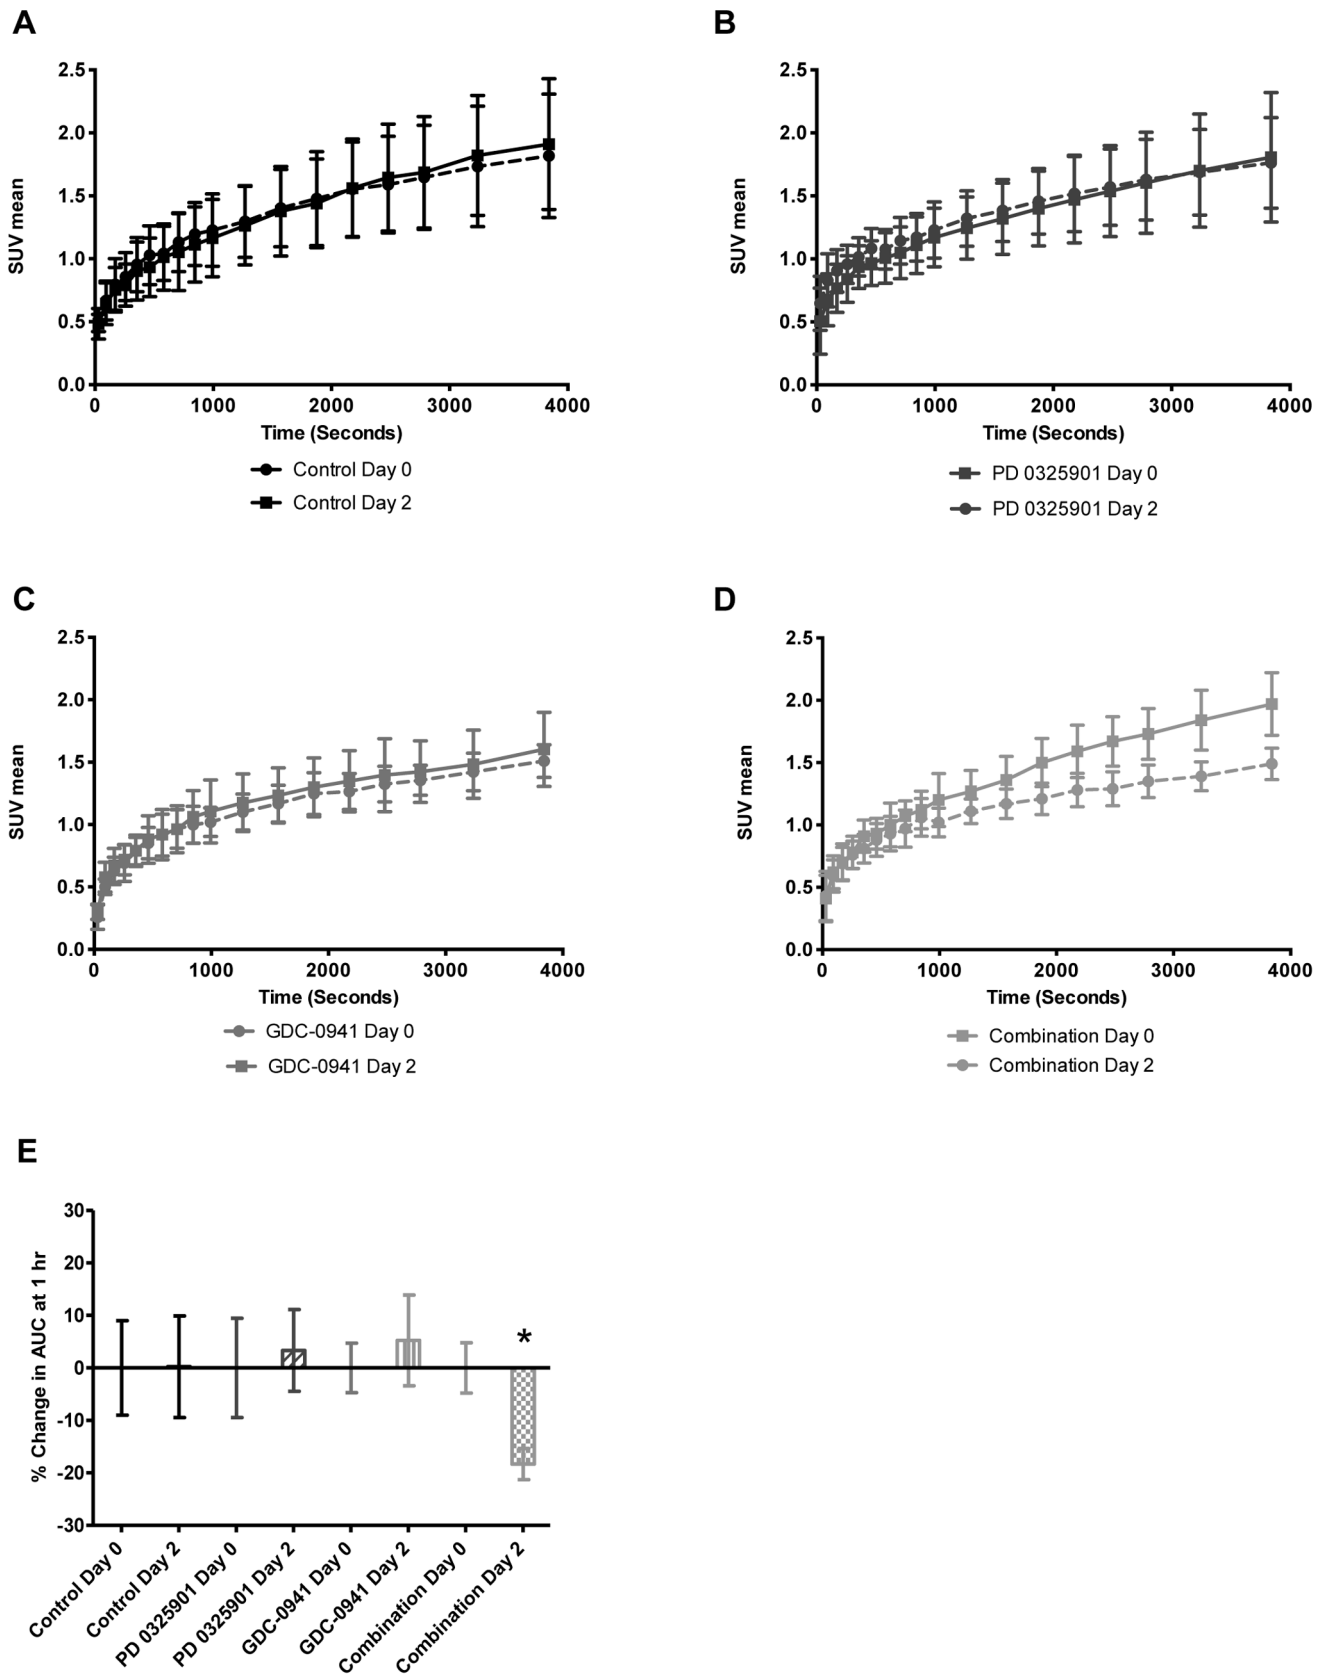 A
2.5
2.0
1.5
1.0
0.5
0.0
SUV mean
0 1000 2000 3000 4000
Time (Seconds)
Control Day 0
Control Day 2
B
2.5
2.0
1.5
1.0
0.5
0.0
SUV mean
0 1000 2000 3000 4000
Time (Seconds)
PD 0325901 Day 0
PD 0325901 Day 2
C
2.5
2.0
1.5
1.0
0.5
0.0
SUV mean
0 1000 2000 3000 4000
Time (Seconds)
GDC-0941 Day 0
GDC-0941 Day 2
D
2.5
2.0
1.5
1.0
0.5
0.0
SUV mean
0 1000 2000 3000 4000
Time (Seconds)
Combination Day 0
Combination Day 2
E
30
20
10
0
-10
-20
-30
% Change in AUC at 1 hr
*
Control Day 0
Control Day 2
PD 0325901 Day 0
PD 0325901 Day 2
GDC-0941 Day 0
GDC-0941 Day 2
Combination Day 0
Combination Day 2